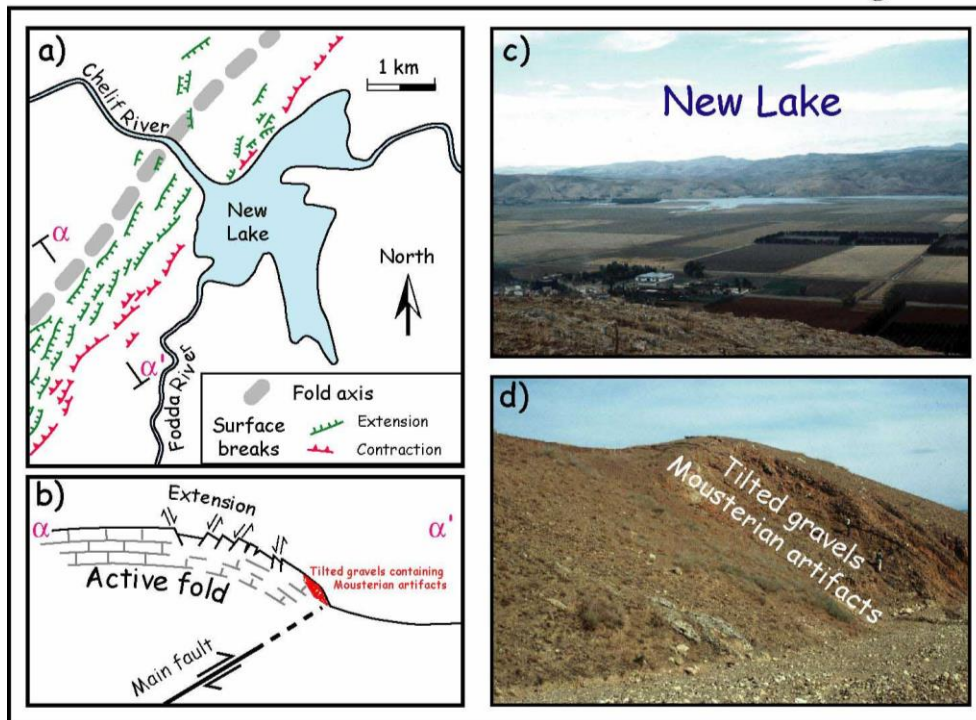 a)
Chelif River
1 km
α
New
Lake
North
α'
Fodda River
Fold axis
Surface
breaks
Extension
Contraction
b)
α
Extension
α'
Tilted gravels containing
Mousterian artifacts
Active fold
Main fault
c)
New Lake
d)
Tilted gravels
Mousterian artifacts